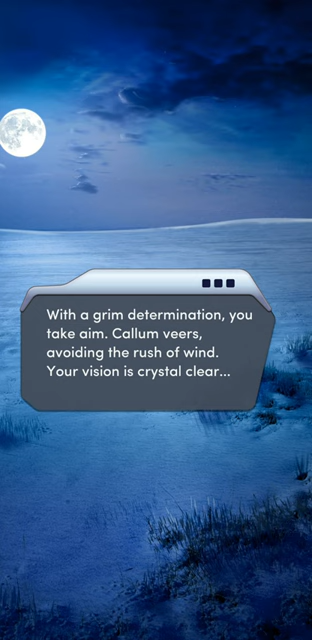 With a grim determination, you
take aim. Callum veers,
avoiding the rush of wind.
Your vision is crystal clear...